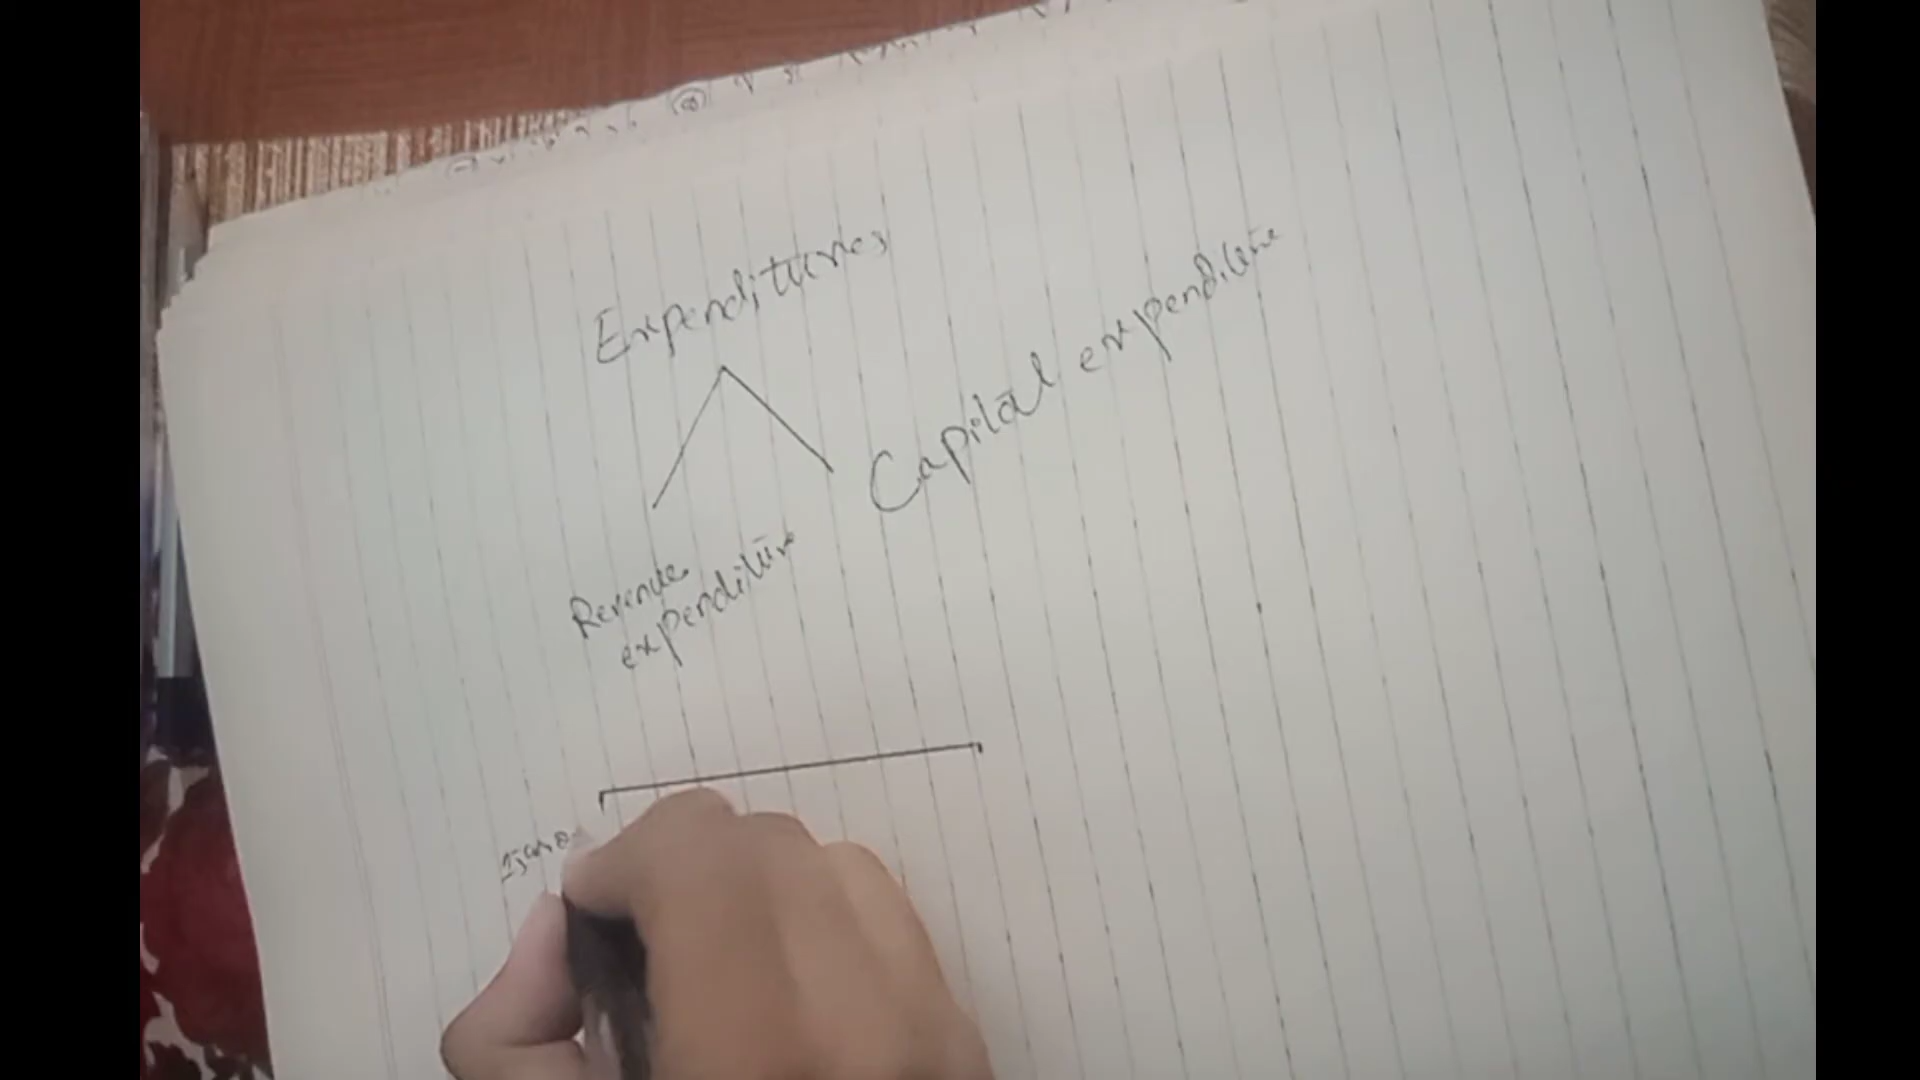 Expenditures
Capital expenditure
Revenue
expenditure